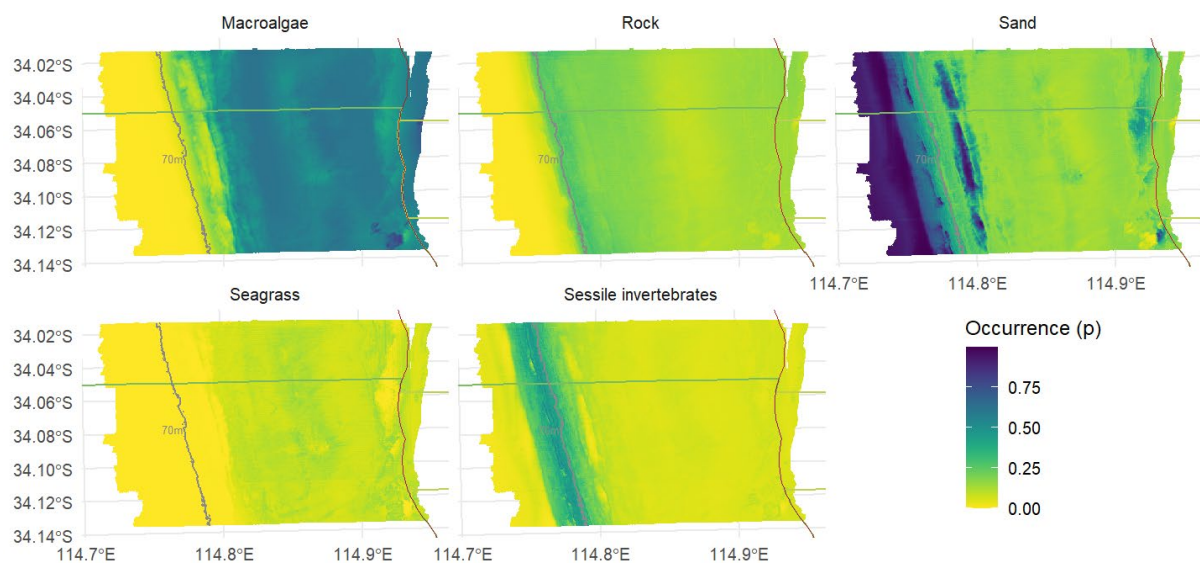 Macroalgae
Rock
Sand
34.02°S
34.04°S
34.06°S
34.08°S
34.10°S
34.12°S
34.14°S
70m
70m
70m
114.7°E
114.8°E
114.9°E
Seagrass
Sessile invertebrates
34.02°S
34.04°S
34.06°S
34.08°S
34.10°S
34.12°S
34.14°S
70m
70m
114.7°E
114.8°E
114.9°E
114.8°E
114.9°E
Occurrence (p)
0.75
0.50
0.25
0.00